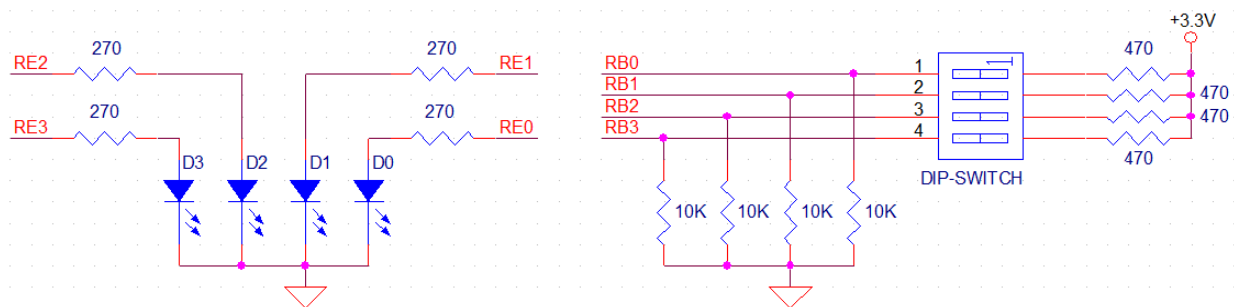 270
RE2
270
RE1
270
RE3
270
RE0
D3
D2
D1
D0
+3.3V
RB0
RB1
RB2
RB3
1
2
3
4
1
470
470
470
470
DIP-SWITCH
10K
10K
10K
10K